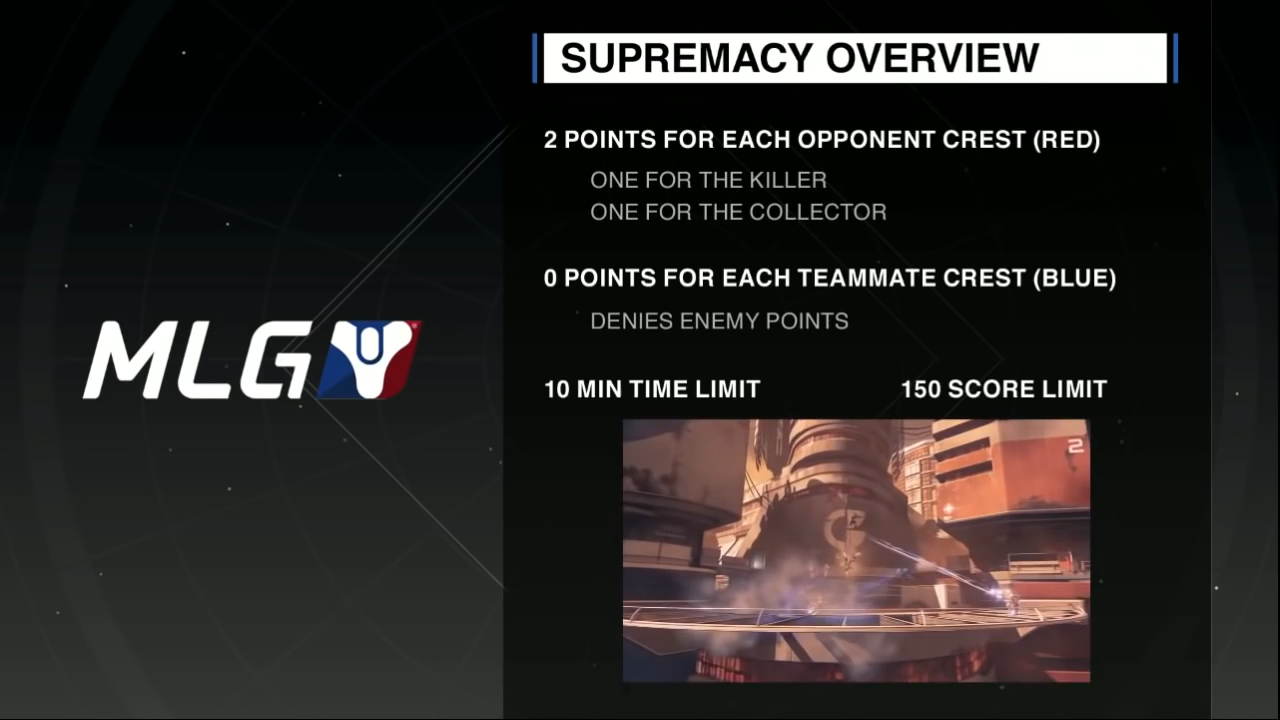 SUPREMACY OVERVIEW
2 POINTS FOR EACH OPPONENT CREST (RED)
ONE FOR THE KILLER
ONE FOR THE COLLECTOR
0 POINTS FOR EACH TEAMMATE CREST (BLUE)
DENIES ENEMY POINTS
MLG
10 MIN TIME LIMIT 150 SCORE LIMIT
2